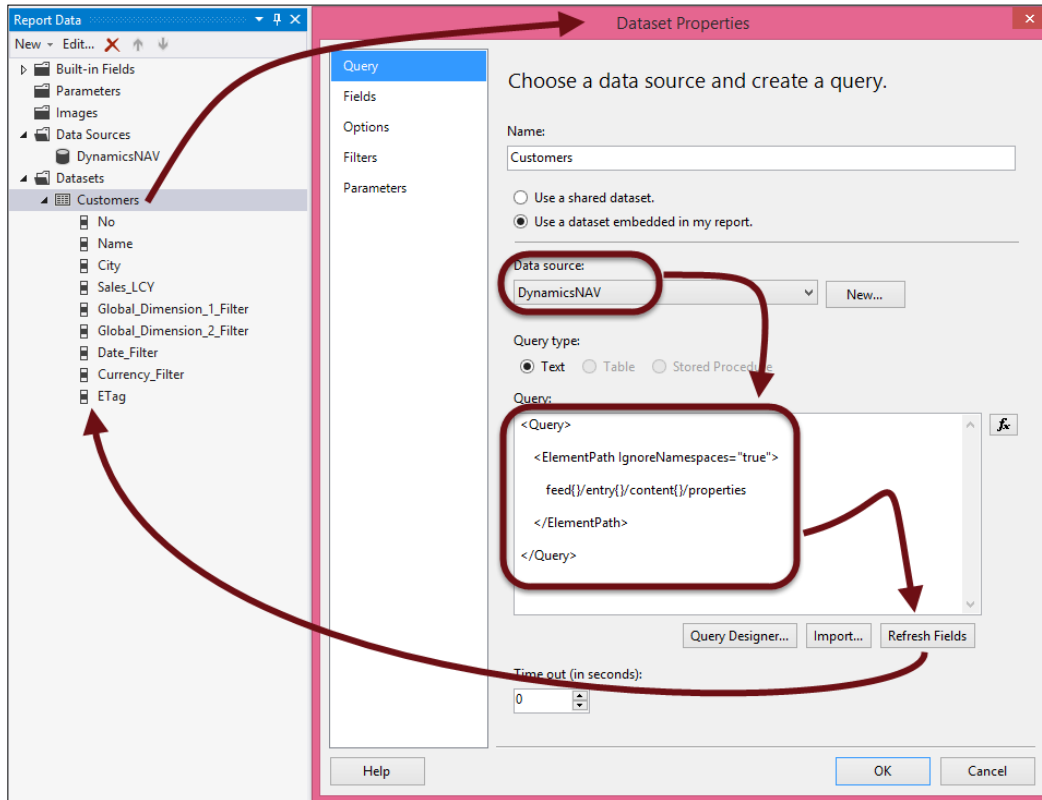 Report Data
New
Edit...
Built-in Fields
Parameters
Images
Data Sources
DynamicsNAV
Datasets
Customers
No
Name
City
Sales_LCY
Global_Dimension_1_Filter
Global_Dimension_2_Filter
Date_Filter
Currency_Filter
ETag
Dataset Properties
Query
Fields
Options
Filters
Parameters
Choose a data source and create a query.
Name:
Customers
Use a shared dataset.
Use a dataset embedded in my report.
Data source:
DynamicsNAV
New...
Query type:
Text
Table
Stored Procedure
Query:
<Query>
<ElementPath IgnoreNamespaces="true">
feed{}/entry{}/content{}/properties
</ElementPath>
</Query>
fx
Query Designer...
Import...
Refresh Fields
Time out (in seconds):
0
Help
OK
Cancel